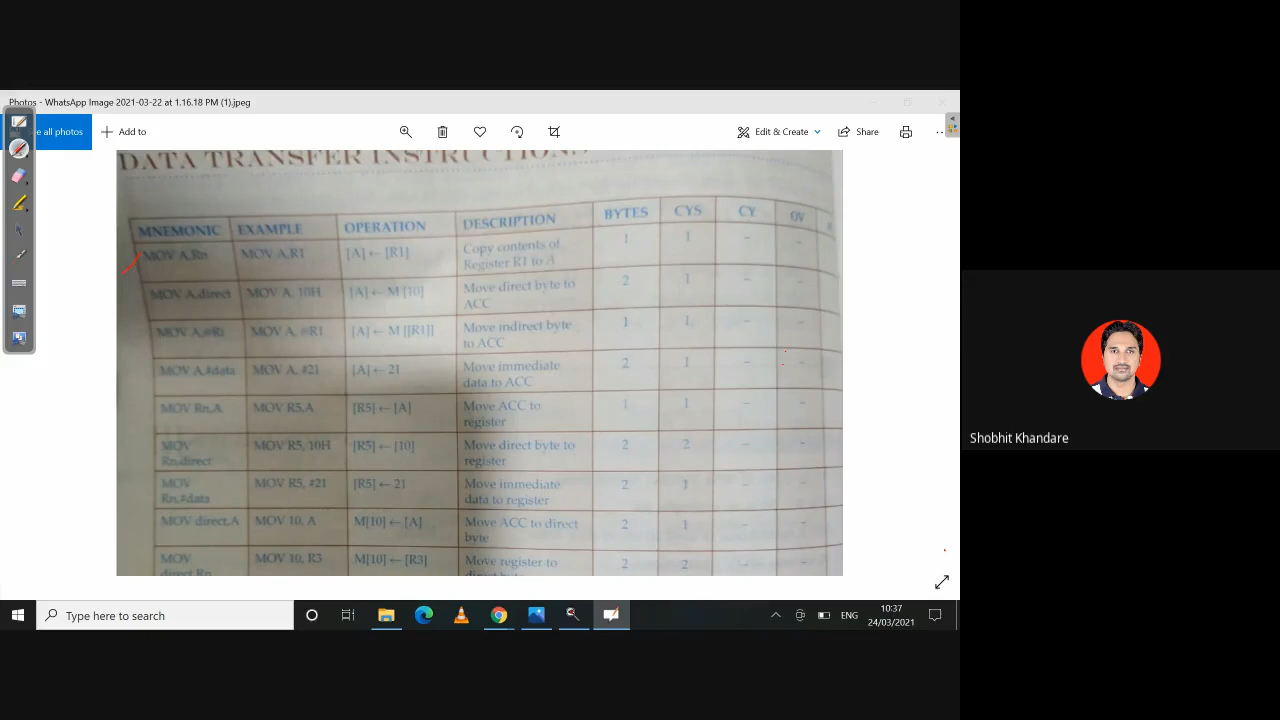 Photos - WhatsApp Image 2021-03-22 at 1.16.18 PM (1).jpeg
all photos
Add to
Edit & Create
Share
DATA TRANSFER INSTRUCTIONS
MNEMONIC EXAMPLE OPERATION DESCRIPTION BYTES CYS CY OV
MOV A,Rn MOV A,R1 [A] ← [R1] Copy contents of 1 1 - -
Register R1 to A
MOV A,direct MOV A, 10H [A] ← M [10] Move direct byte to 2 1 - -
ACC
MOV A,@Ri MOV A, @R1 [A] ← M [[R1]] Move indirect byte 1 1 - -
to ACC
MOV A,#data MOV A, #21 [A] ← 21 Move immediate 2 1 - -
data to ACC
MOV Rn,A MOV R5,A [R5] ← [A] Move ACC to 1 1 - -
register
MOV MOV R5, 10H [R5] ← [10] Move direct byte to 2 2 - -
Rn,direct register
MOV MOV R5, #21 [R5] ← 21 Move immediate 2 1 - -
Rn,#data data to register
MOV direct,A MOV 10, A M[10] ← [A] Move ACC to direct 2 1 - -
byte
MOV MOV 10, R3 M[10] ← [R3] Move register to 2 2 - -
direct,Rn direct byte
Shobhit Khandare
Type here to search
ENG
10:37
24/03/2021